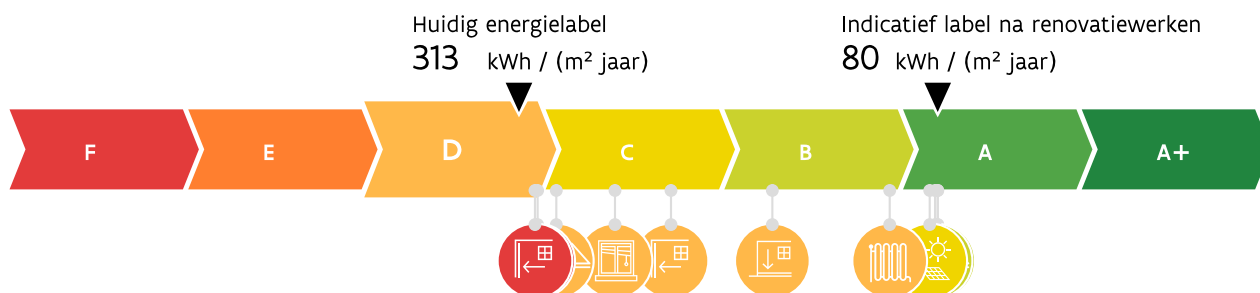 Huidig energielabel
313 kWh / (m² jaar)
Indicatief label na renovatiewerken
80 kWh / (m² jaar)
F E D C B A A+